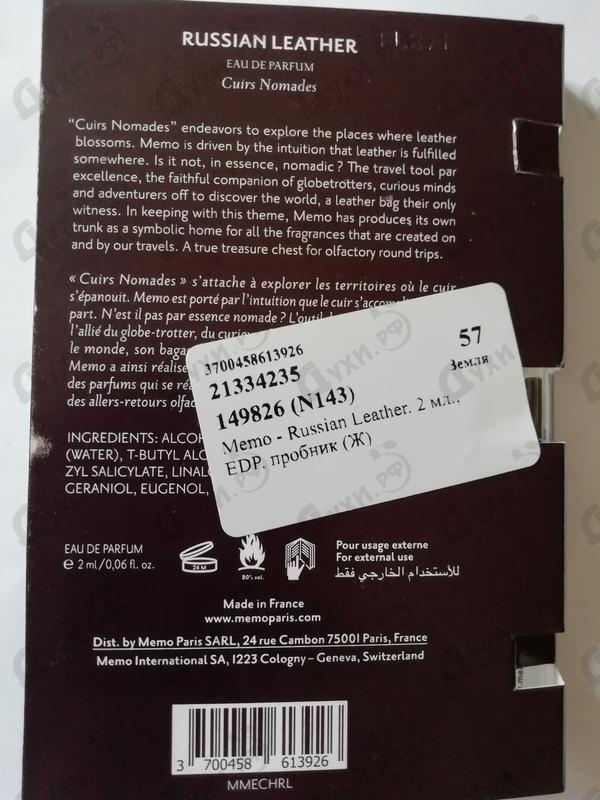 RUSSIAN LEATHER
EAU DE PARFUM
Cuirs Nomades
“Cuirs Nomades” endeavors to explore the places where leather
blossoms. Memo is driven by the intuition that leather is fulfilled
somewhere. Is it not, in essence, nomadic ? The travel tool par
excellence, the faithful companion of globetrotters, curious minds
and adventurers off to discover the world, a leather bag their only
witness. In keeping with this theme, Memo has produces its own
trunk as a symbolic home for all the fragrances that are created on
and by our travels. A true treasure chest for olfactory round trips.
« Cuirs Nomades » s’attache à explorer les territoires où le cuir
s’épanouit. Memo est porté par l’intuition que le cuir
part. N’est il pas par essence nomade ?
l’allié du globe-trotter, du
le monde, son
Memo a ainsi
des parfums qui se
des allers-retours
INGREDIENTS:
(WATER), T-BUTYL
ZYL SALICYLATE,
GERANIOL, EUGENOL,
3700458613926
57
21334235
Земля
149826 (N143)
Memo - Russian Leather. 2 мл.,
EDP. пробник (Ж)
EAU DE PARFUM
e 2 ml/0,06 fl. oz.
24 M
80% vol.
Pour usage externe
For external use
للأستخدام الخارجي فقط
Made in France
www.memoparis.com
Dist. by Memo Paris SARL, 24 rue Cambon 75001 Paris, France
Memo International SA, 1223 Cologny – Geneva, Switzerland
3 700458 613926
MMECHRL
Духи.РФ